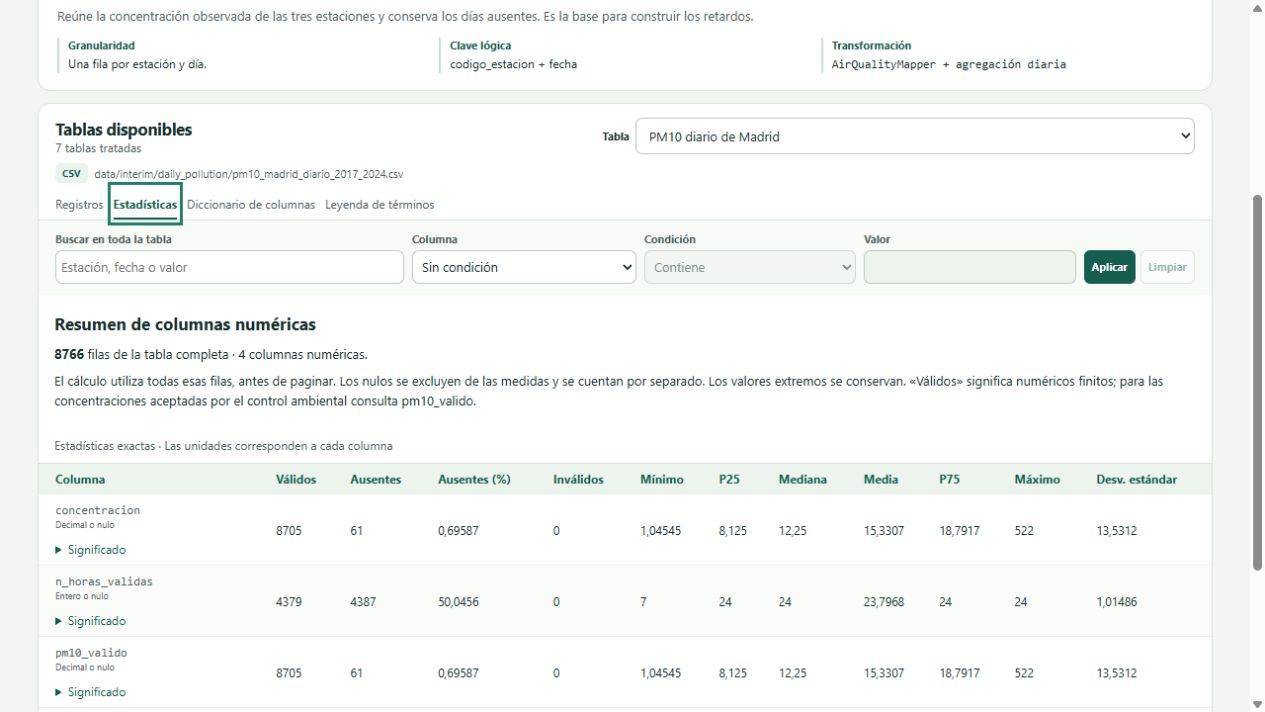 Reúne la concentración observada de las tres estaciones y conserva los días ausentes. Es la base para construir los retardos.
Granularidad
Una fila por estación y día.
Clave lógica
codigo_estacion + fecha
Transformación
AirQualityMapper + agregación diaria
Tablas disponibles
7 tablas tratadas
Tabla
PM10 diario de Madrid
CSV data/interim/daily_pollution/pm10_madrid_diario_2017_2024.csv
Registros Estadísticas Diccionario de columnas Leyenda de términos
Buscar en toda la tabla Columna Condición Valor
Estación, fecha o valor Sin condición Contiene Aplicar Limpiar
Resumen de columnas numéricas
8766 filas de la tabla completa · 4 columnas numéricas.
El cálculo utiliza todas esas filas, antes de paginar. Los nulos se excluyen de las medidas y se cuentan por separado. Los valores extremos se conservan. «Válidos» significa numéricos finitos; para las
concentraciones aceptadas por el control ambiental consulta pm10_valido.
Estadísticas exactas · Las unidades corresponden a cada columna
Columna Válidos Ausentes Ausentes (%) Inválidos Mínimo P25 Mediana Media P75 Máximo Desv. estándar
concentracion
Decimal o nulo
8705 61 0,69587 0 1,04545 8,125 12,25 15,3307 18,7917 522 13,5312
▶ Significado
n_horas_validas
Entero o nulo
4379 4387 50,0456 0 7 24 24 23,7968 24 24 1,01486
▶ Significado
pm10_valido
Decimal o nulo
8705 61 0,69587 0 1,04545 8,125 12,25 15,3307 18,7917 522 13,5312
▶ Significado